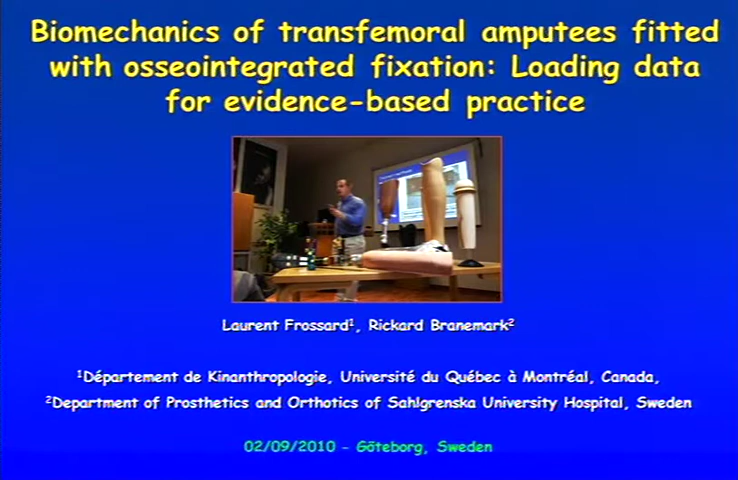 Biomechanics of transfemoral amputees fitted
with osseointegrated fixation: Loading data
for evidence-based practice
Laurent Frossard¹, Rickard Branemark²
¹Département de Kinanthropologie, Université du Québec à Montréal, Canada,
²Department of Prosthetics and Orthotics of Sahlgrenska University Hospital, Sweden
02/09/2010 - Göteborg, Sweden